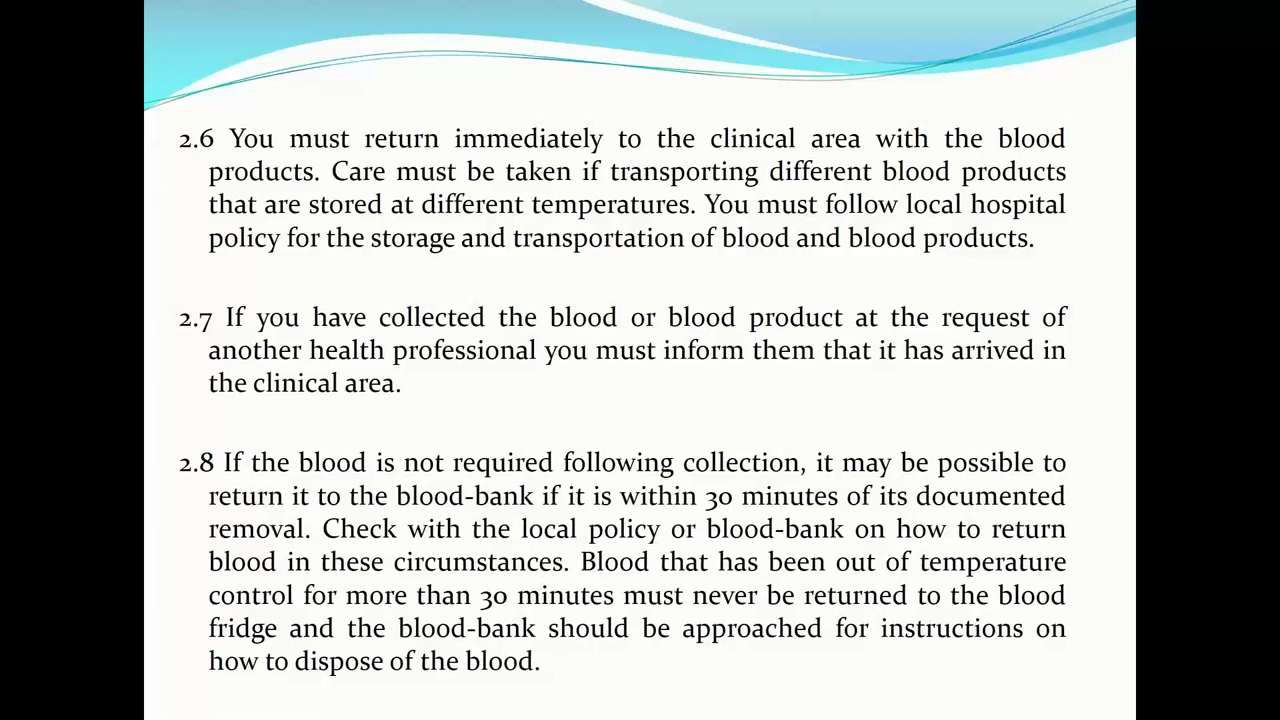 2.6 You must return immediately to the clinical area with the blood
products. Care must be taken if transporting different blood products
that are stored at different temperatures. You must follow local hospital
policy for the storage and transportation of blood and blood products.
2.7 If you have collected the blood or blood product at the request of
another health professional you must inform them that it has arrived in
the clinical area.
2.8 If the blood is not required following collection, it may be possible to
return it to the blood-bank if it is within 30 minutes of its documented
removal. Check with the local policy or blood-bank on how to return
blood in these circumstances. Blood that has been out of temperature
control for more than 30 minutes must never be returned to the blood
fridge and the blood-bank should be approached for instructions on
how to dispose of the blood.